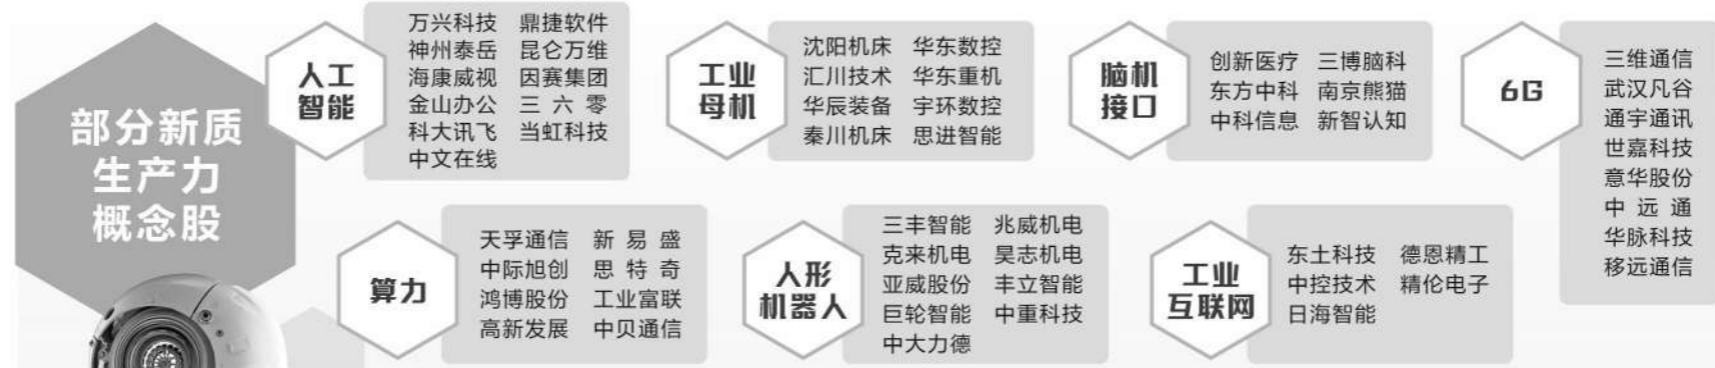 部分新质
生产力
概念股
人工
智能
万兴科技 鼎捷软件
神州泰岳 昆仑万维
海康威视 因赛集团
金山办公 三六零
科大讯飞 当虹科技
中文在线
工业
母机
沈阳机床 华东数控
汇川技术 华东重机
华辰装备 宇环数控
秦川机床 思进智能
脑机
接口
创新医疗 三博脑科
东方中科 南京熊猫
中科信息 新智认知
6G
三维通信
武汉凡谷
通宇通讯
世嘉科技
意华股份
中远通
华脉科技
移远通信
算力
天孚通信 新易盛
中际旭创 思特奇
鸿博股份 工业富联
高新发展 中贝通信
人形
机器人
三丰智能 兆威机电
克来机电 昊志机电
亚威股份 丰立智能
巨轮智能 中重科技
中大力德
工业
互联网
东土科技 德恩精工
中控技术 精伦电子
日海智能